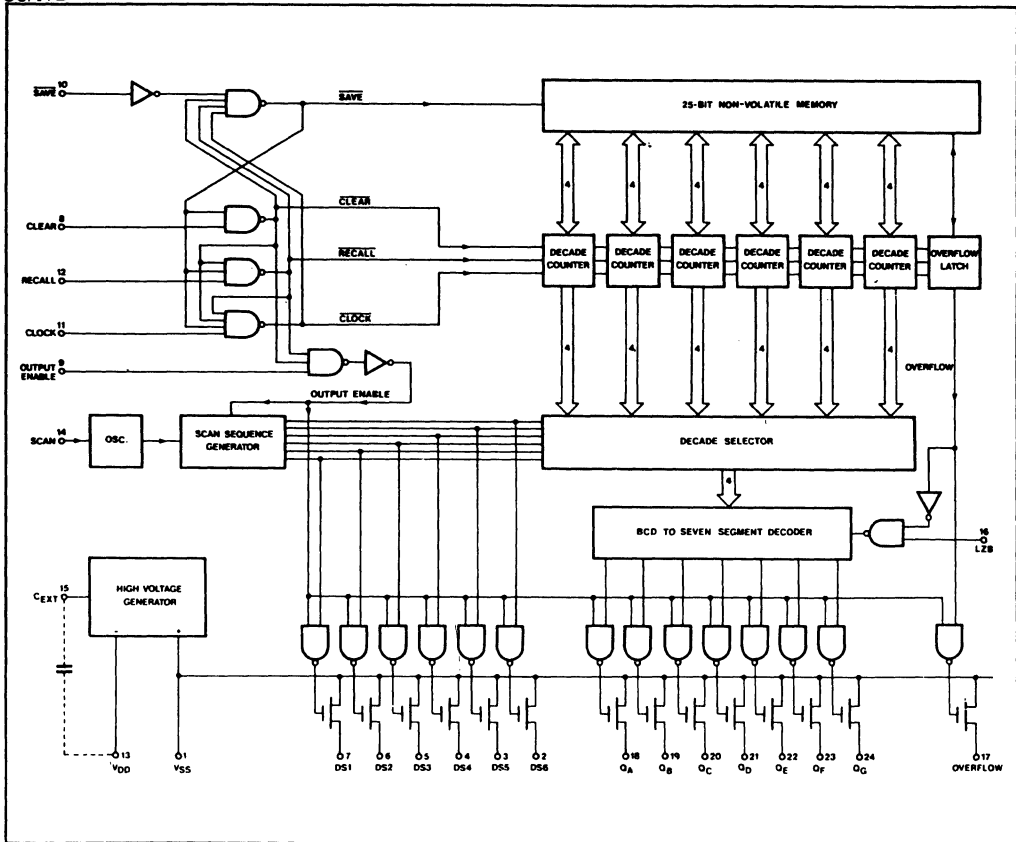 10
SAVE
SAVE
25-BIT NON-VOLATILE MEMORY
4 4 4 4 4 4
8
CLEAR
CLEAR
12
RECALL
RECALL
11
CLOCK
CLOCK
DECADE COUNTER
DECADE COUNTER
DECADE COUNTER
DECADE COUNTER
DECADE COUNTER
DECADE COUNTER
OVERFLOW LATCH
4 4 4 4 4 4
9
OUTPUT ENABLE
OUTPUT ENABLE
OVERFLOW
14
SCAN
OSC.
SCAN SEQUENCE GENERATOR
DECADE SELECTOR
4
BCD TO SEVEN SEGMENT DECODER
16
LZB
15
CEXT
HIGH VOLTAGE GENERATOR
- +
13 1 7 6 5 4 3 2 18 19 20 21 22 23 24 17
VDD VSS DS1 DS2 DS3 DS4 DS5 DS6 QA QB QC QD QE QF QG OVERFLOW